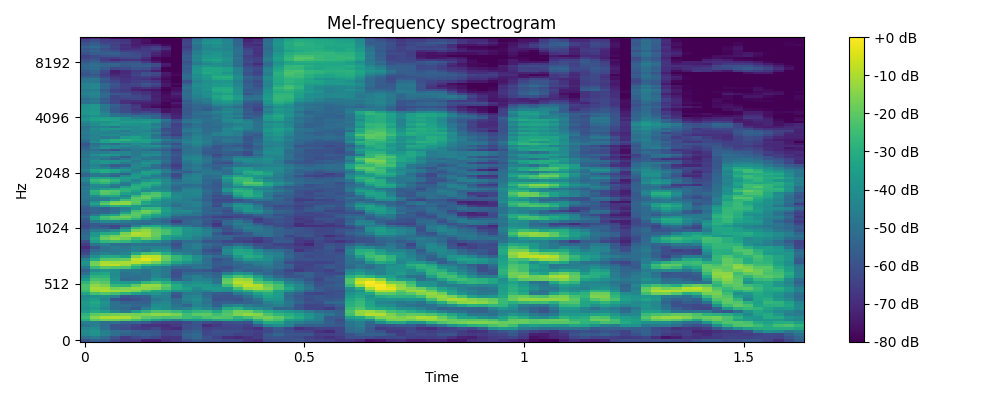 Mel-frequency spectrogram
Hz
8192
4096
2048
1024
512
0
0
0.5
1
1.5
Time
+0 dB
-10 dB
-20 dB
-30 dB
-40 dB
-50 dB
-60 dB
-70 dB
-80 dB